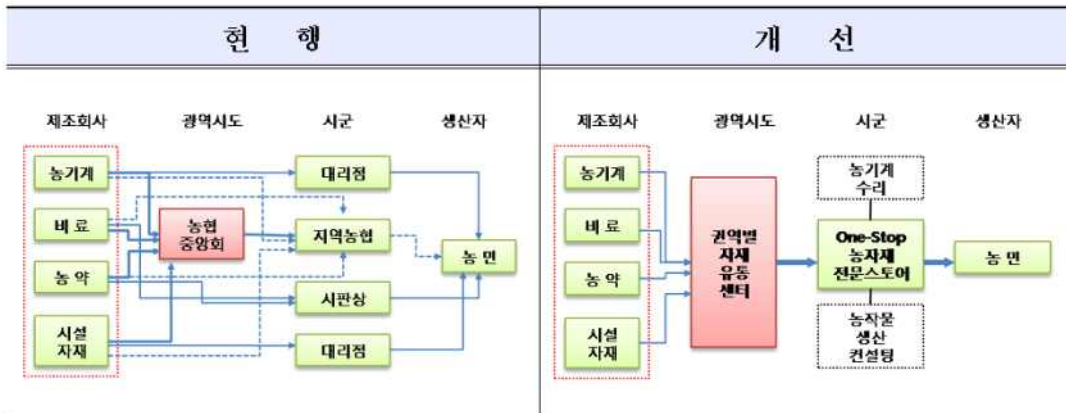 현 행
제조회사 광역시도 시군 생산자
농기계
비 료
농 약
시설
자재
농협
중앙회
대리점
지역농협
시판상
대리점
농 민
개 선
제조회사 광역시도 시군 생산자
농기계
비 료
농 약
시설
자재
권역별
자재
유통
센터
농기계
수리
One-Stop
농자재
전문스토어
농작물
생산
컨설팅
농 민